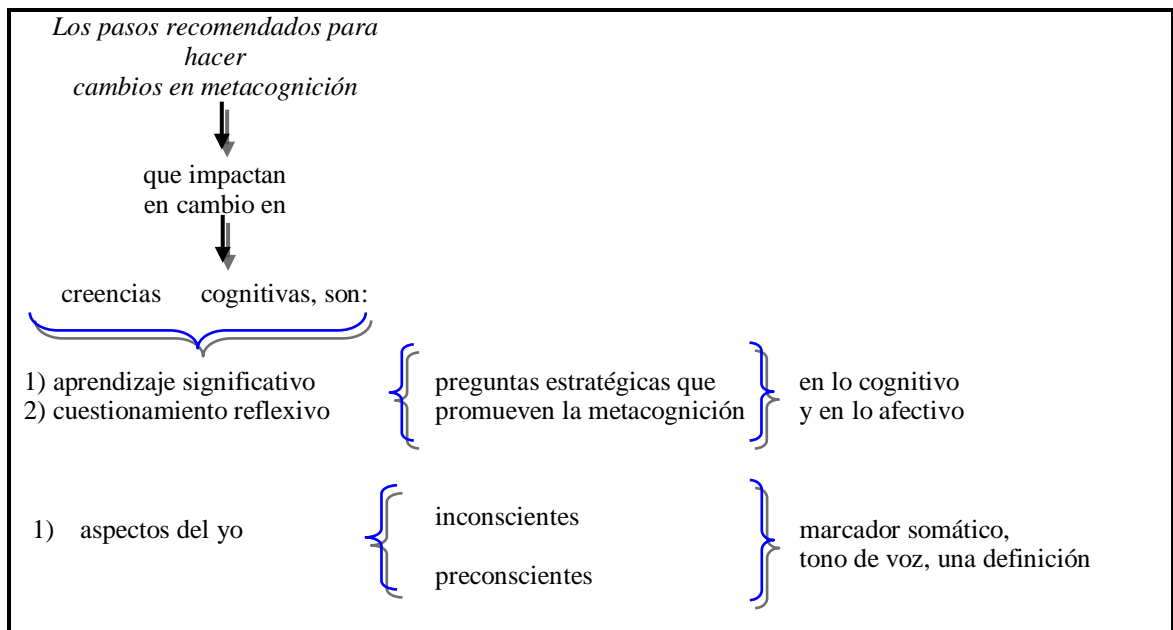 Los pasos recomendados para
hacer
cambios en metacognición
que impactan
en cambio en
creencias cognitivas, son:
1) aprendizaje significativo
2) cuestionamiento reflexivo
preguntas estratégicas que
promueven la metacognición
en lo cognitivo
y en lo afectivo
1) aspectos del yo
inconscientes
preconscientes
marcador somático,
tono de voz, una definición